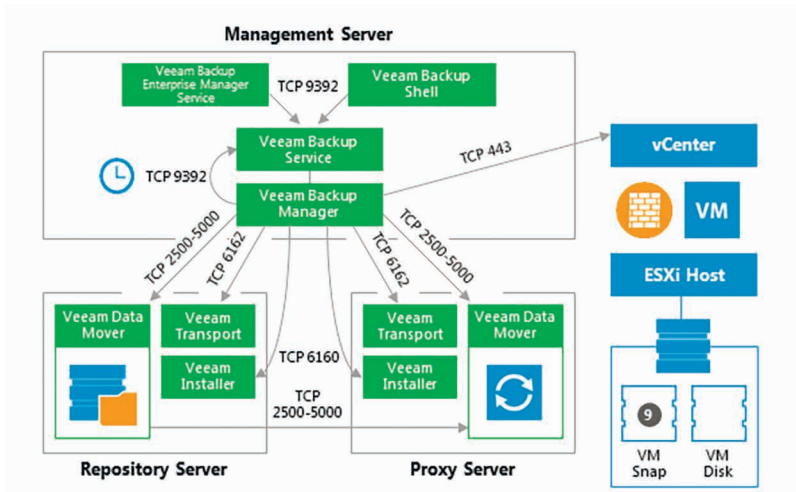 Management Server
Veeam Backup
Enterprise Manager
Service
TCP 9392
Veeam Backup
Shell
Veeam Backup
Service
TCP 443
vCenter
TCP 9392
Veeam Backup
Manager
VM
TCP 2500-5000
TCP 6162
TCP 6162
TCP 2500-5000
ESXi Host
Veeam Data
Mover
Veeam
Transport
Veeam
Installer
TCP 6160
Veeam
Transport
Veeam
Installer
Veeam Data
Mover
TCP
2500-5000
9
VM
Snap
VM
Disk
Repository Server
Proxy Server